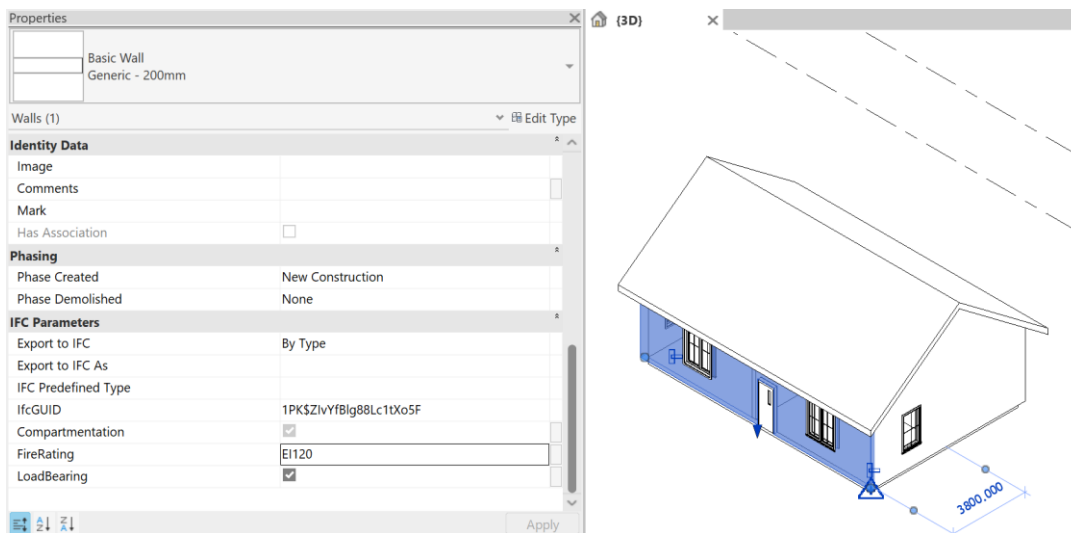 Properties
{3D}
Basic Wall
Generic - 200mm
Walls (1)
Edit Type
Identity Data
Image
Comments
Mark
Has Association
Phasing
Phase Created New Construction
Phase Demolished None
IFC Parameters
Export to IFC By Type
Export to IFC As
IFC Predefined Type
IfcGUID 1PK$ZIvYfBlg88Lc1tXo5F
Compartmentation
FireRating EI120
LoadBearing
Apply
3800.000